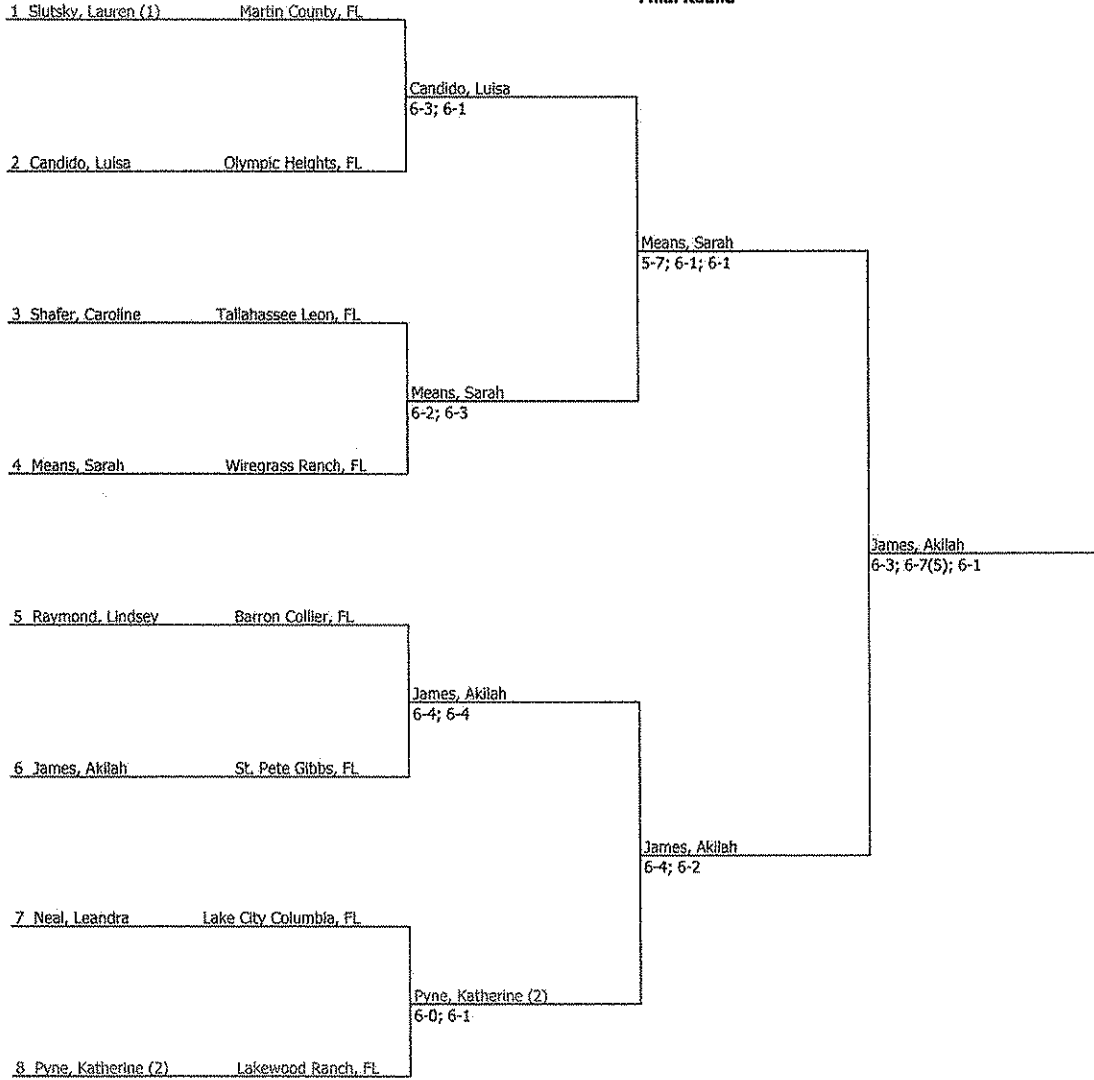 Final Round
1 Slutsky, Lauren (1) Martin County, FL
Candido, Luisa
6-3; 6-1
2 Candido, Luisa Olympic Heights, FL
Means, Sarah
5-7; 6-1; 6-1
3 Shafer, Caroline Tallahassee Leon, FL
Means, Sarah
6-2; 6-3
4 Means, Sarah Wiregrass Ranch, FL
James, Akilah
6-3; 6-7(5); 6-1
5 Raymond, Lindsey Barron Collier, FL
James, Akilah
6-4; 6-4
6 James, Akilah St. Pete Gibbs, FL
James, Akilah
6-4; 6-2
7 Neal, Leandra Lake City Columbia, FL
Pyne, Katherine (2)
6-0; 6-1
8 Pyne, Katherine (2) Lakewood Ranch, FL